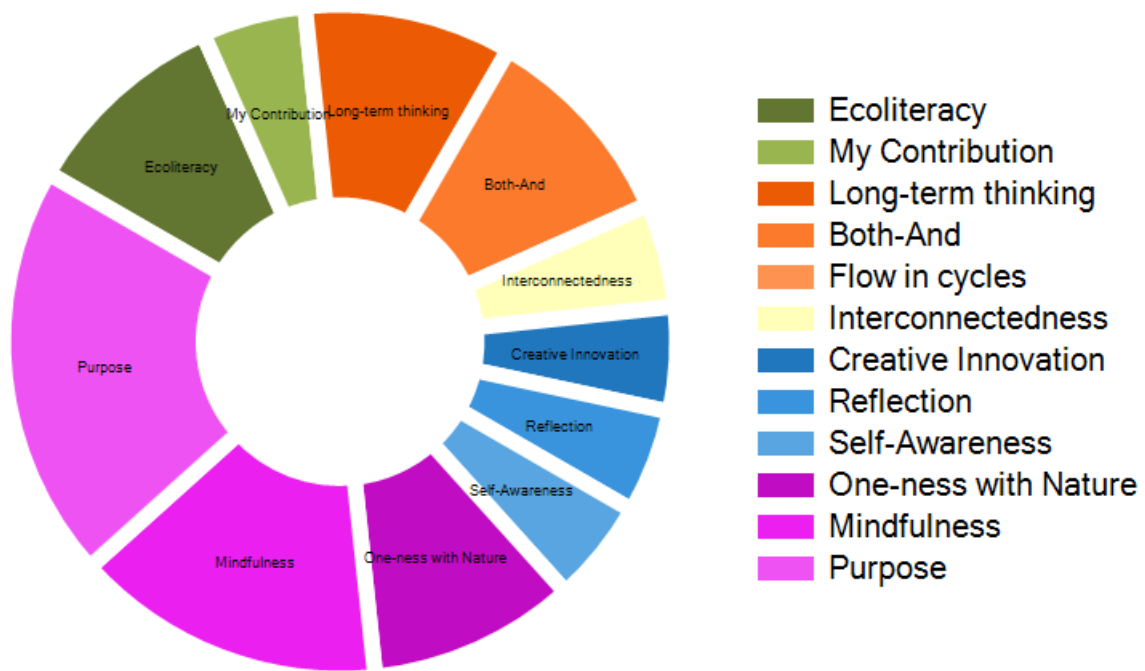 My Contribution
Long-term thinking
Ecoliteracy
Both-And
Interconnectedness
Creative Innovation
Purpose
Reflection
Self-Awareness
One-ness with Nature
Mindfulness
Ecoliteracy
My Contribution
Long-term thinking
Both-And
Flow in cycles
Interconnectedness
Creative Innovation
Reflection
Self-Awareness
One-ness with Nature
Mindfulness
Purpose